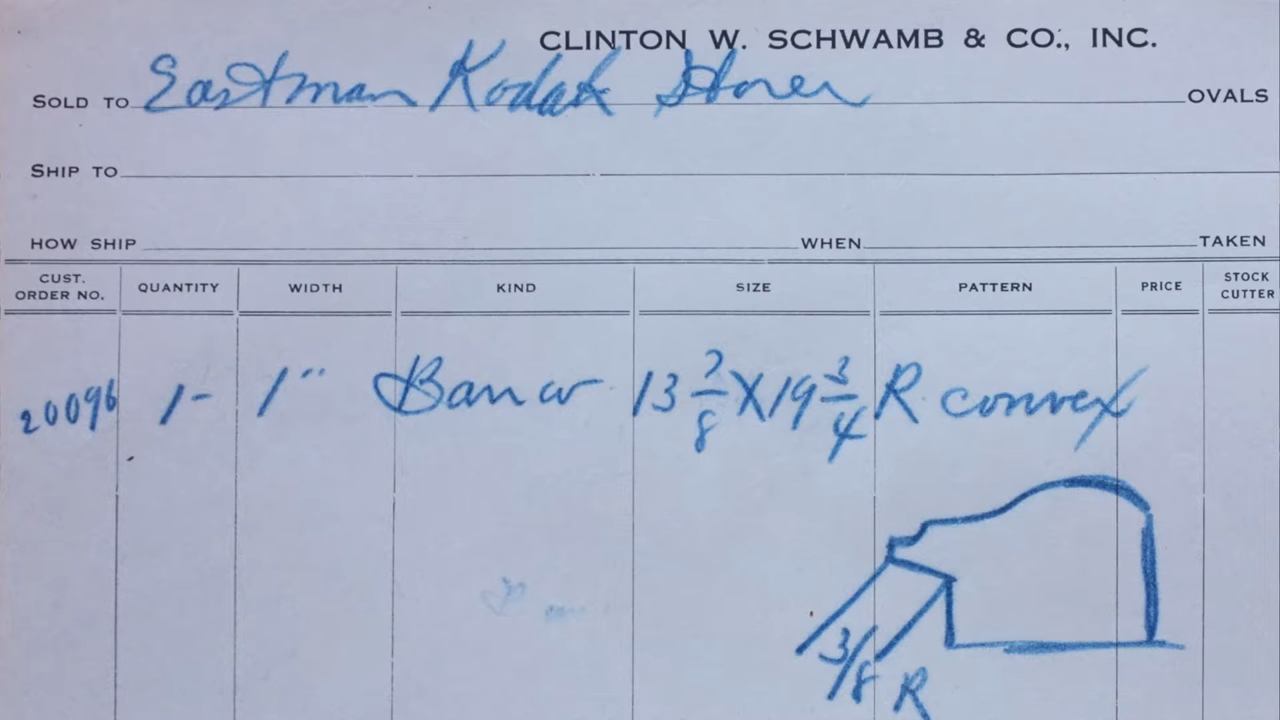 CLINTON W. SCHWAMB & CO., INC.
SOLD TO Eastman Kodak Stores OVALS
SHIP TO
HOW SHIP WHEN TAKEN
CUST. ORDER NO. QUANTITY WIDTH KIND SIZE PATTERN PRICE STOCK CUTTER
20096 1- 1" 13 7/8 X 19 3/4 R convex
3/8 R